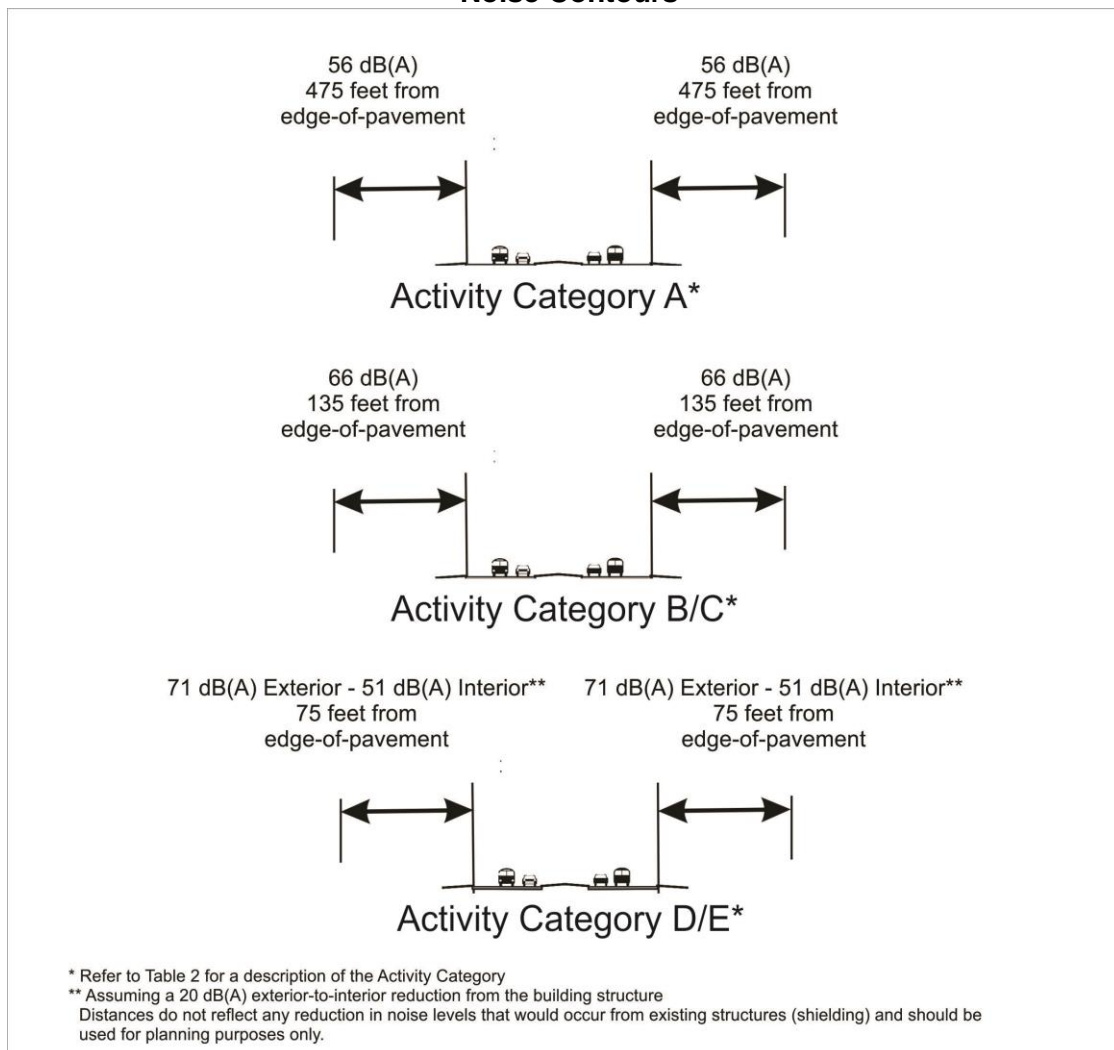 Noise Contours
56 dB(A)
475 feet from
edge-of-pavement
56 dB(A)
475 feet from
edge-of-pavement
Activity Category A*
66 dB(A)
135 feet from
edge-of-pavement
66 dB(A)
135 feet from
edge-of-pavement
Activity Category B/C*
71 dB(A) Exterior - 51 dB(A) Interior**
75 feet from
edge-of-pavement
71 dB(A) Exterior - 51 dB(A) Interior**
75 feet from
edge-of-pavement
Activity Category D/E*
* Refer to Table 2 for a description of the Activity Category
** Assuming a 20 dB(A) exterior-to-interior reduction from the building structure
Distances do not reflect any reduction in noise levels that would occur from existing structures (shielding) and should be
used for planning purposes only.